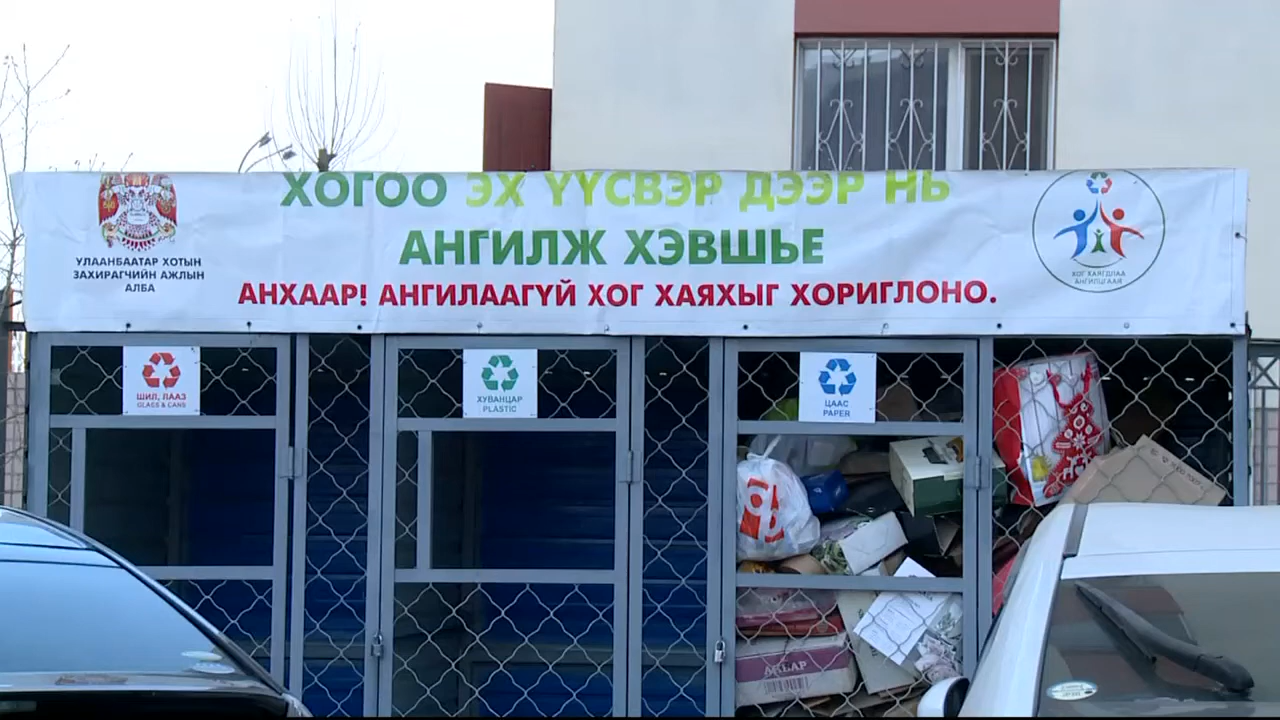 ХОГОО ЭХ ҮҮСВЭР ДЭЭР НЬ
АНГИЛЖ ХЭВШЬЕ
АНХААР! АНГИЛААГҮЙ ХОГ ХАЯХЫГ ХОРИГЛОНО.
УЛААНБААТАР ХОТЫН
ЗАХИРАГЧИЙН АЖЛЫН
АЛБА
ХОГ ХАЯГДЛАА
АНГИЛЦГААЯ
ШИЛ, ЛААЗ
GLASS & CANS
ХУВАНЦАР
PLASTIC
ЦААС
PAPER